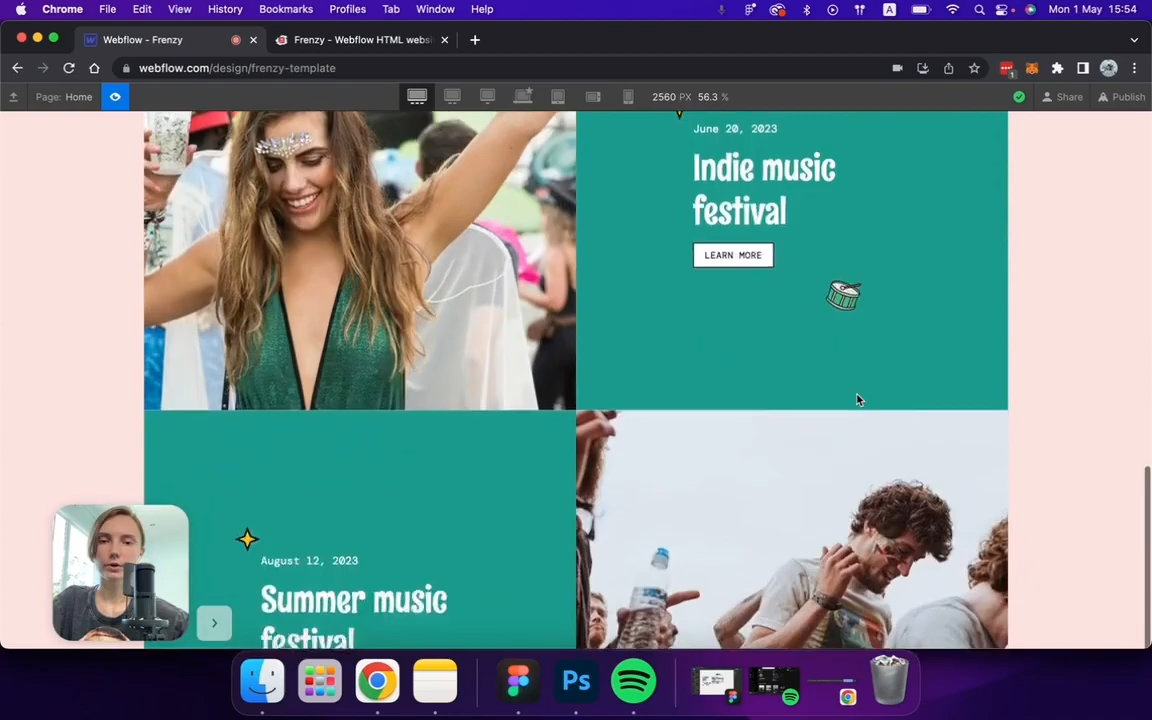 Chrome File Edit View History Bookmarks Profiles Tab Window Help A Mon 1 May 15:54
Webflow - Frenzy Frenzy - Webflow HTML websi
webflow.com/design/frenzy-template 1
Page: Home 2560 PX 56.3 % Share Publish
June 20, 2023
Indie music
festival
LEARN MORE
August 12, 2023
Summer music
festival
Ps